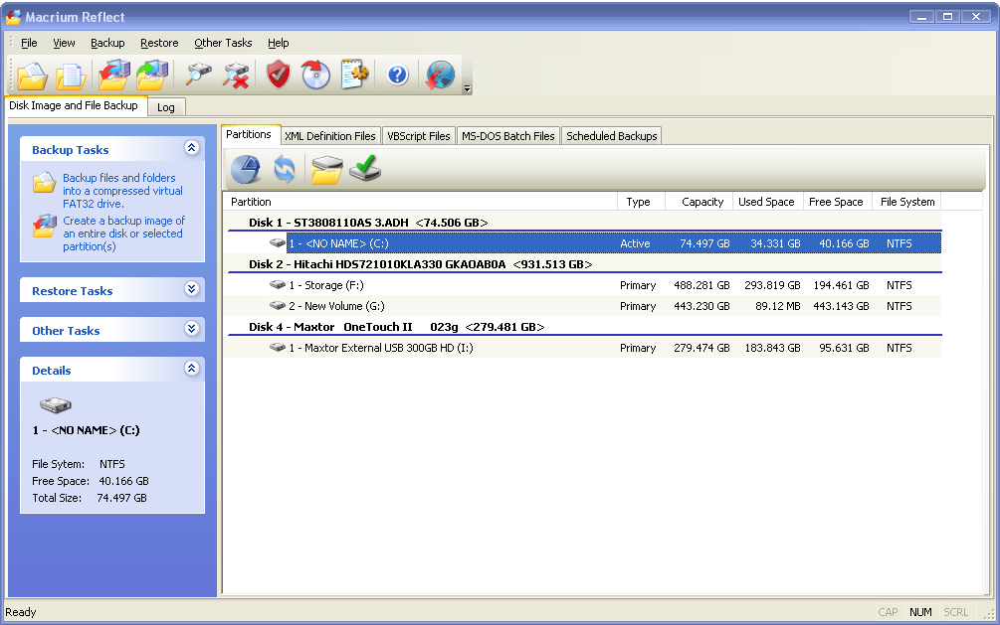 Macrium Reflect
File View Backup Restore Other Tasks Help
Disk Image and File Backup Log
Backup Tasks
Backup files and folders
into a compressed virtual
FAT32 drive.
Create a backup image of
an entire disk or selected
partition(s)
Restore Tasks
Other Tasks
Details
1 - <NO NAME> (C:)
File Sytem: NTFS
Free Space: 40.166 GB
Total Size: 74.497 GB
Partitions XML Definition Files VBScript Files MS-DOS Batch Files Scheduled Backups
Partition Type Capacity Used Space Free Space File System
Disk 1 - ST3808110AS 3.ADH <74.506 GB>
1 - <NO NAME> (C:) Active 74.497 GB 34.331 GB 40.166 GB NTFS
Disk 2 - Hitachi HDS721010KLA330 GKAOAB0A <931.513 GB>
1 - Storage (F:) Primary 488.281 GB 293.819 GB 194.461 GB NTFS
2 - New Volume (G:) Primary 443.230 GB 89.12 MB 443.143 GB NTFS
Disk 4 - Maxtor OneTouch II 023g <279.481 GB>
1 - Maxtor External USB 300GB HD (I:) Primary 279.474 GB 183.843 GB 95.631 GB NTFS
Ready CAP NUM SCRL